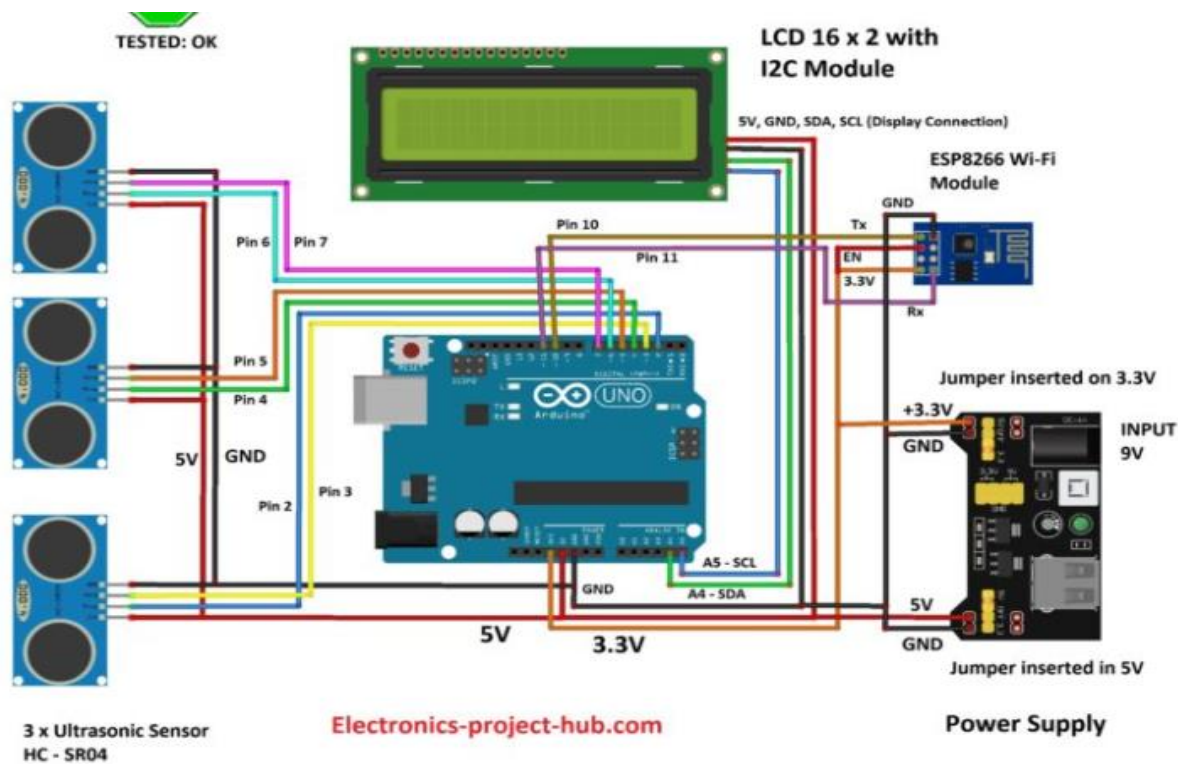 TESTED: OK
LCD 16 x 2 with
I2C Module
5V, GND, SDA, SCL (Display Connection)
ESP8266 Wi-Fi
Module
GND
Pin 10
Tx
Pin 6
Pin 7
Pin 11
EN
3.3V
Rx
Pin 5
Pin 4
RESET
UNO
Arduino
Jumper inserted on 3.3V
+3.3V
GND
INPUT
9V
5V
GND
Pin 2
Pin 3
A5 - SCL
A4 - SDA
GND
5V
3.3V
5V
GND
Jumper inserted in 5V
3 x Ultrasonic Sensor
HC - SR04
Electronics-project-hub.com
Power Supply